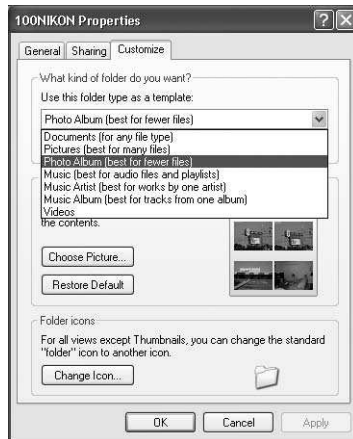 100NIKON Properties
General Sharing Customize
What kind of folder do you want?
Use this folder type as a template:
Photo Album (best for fewer files)
Documents (for any file type)
Pictures (best for many files)
Photo Album (best for fewer files)
Music (best for audio files and playlists)
Music Artist (best for works by one artist)
Music Album (best for tracks from one album)
Videos
the contents.
Choose Picture...
Restore Default
Folder icons
For all views except Thumbnails, you can change the standard
"folder" icon to another icon.
Change Icon...
OK Cancel Apply